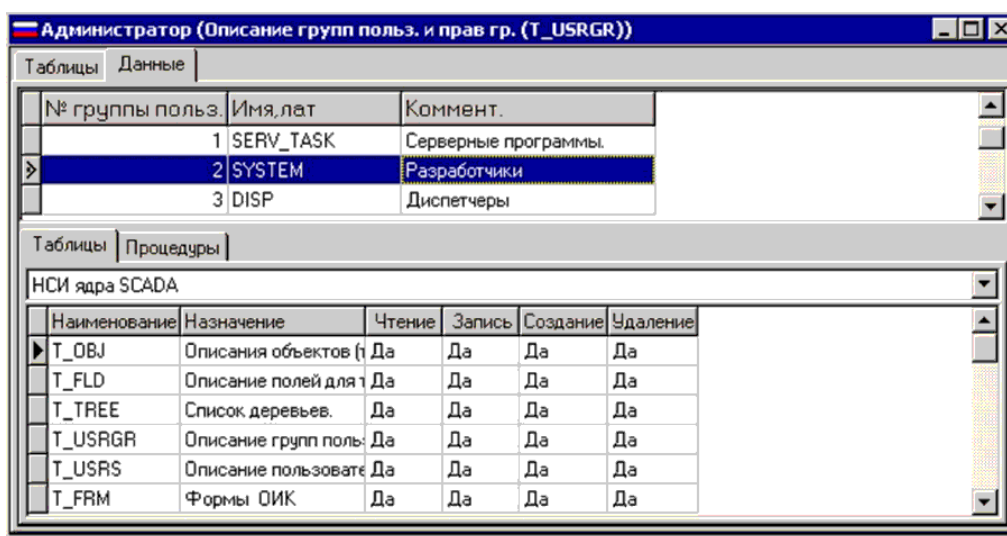 Администратор (Описание групп польз. и прав гр. (T_USRGR))
Таблицы Данные
№ группы польз. Имя,лат Коммент.
1 SERV_TASK Серверные программы.
2 SYSTEM Разработчики
3 DISP Диспетчеры
Таблицы Процедуры
НСИ ядра SCADA
Наименование Назначение Чтение Запись Создание Удаление
T_OBJ Описания объектов ( Да Да Да Да
T_FLD Описание полей для т Да Да Да Да
T_TREE Список деревьев. Да Да Да Да
T_USRGR Описание групп поль Да Да Да Да
T_USRS Описание пользовате Да Да Да Да
T_FRM Формы ОИК Да Да Да Да